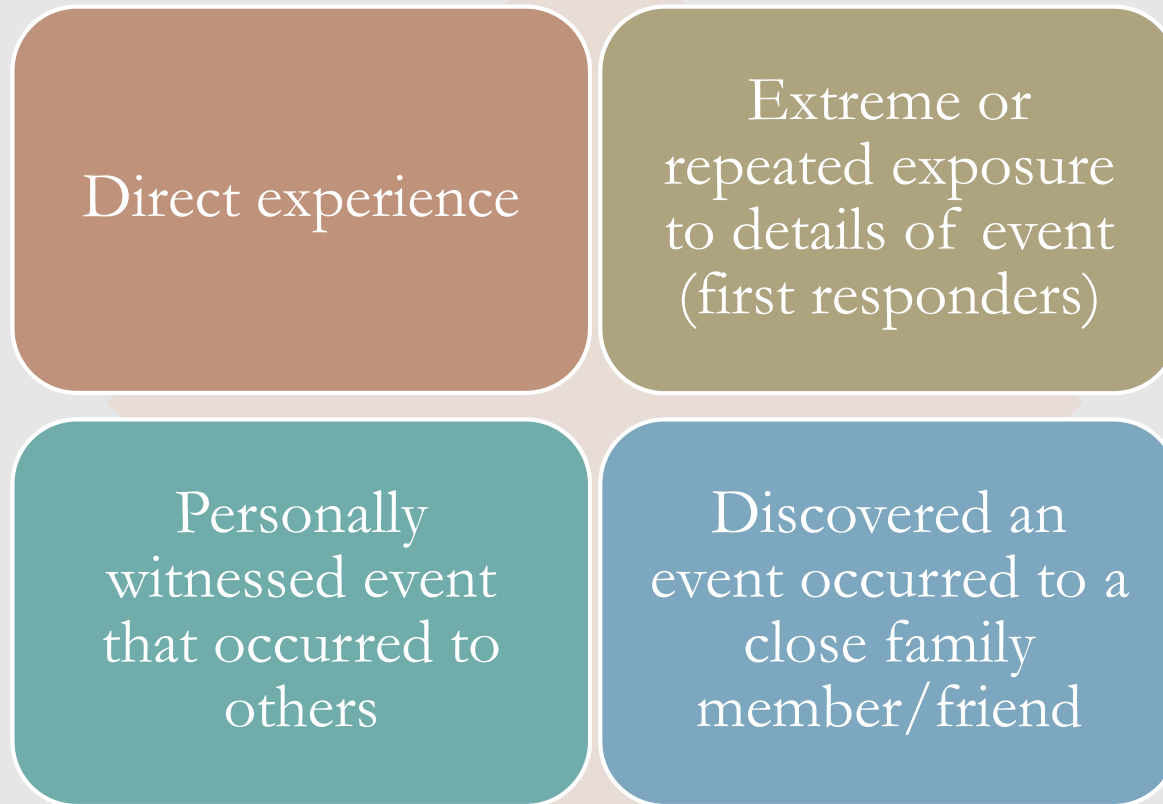 Direct experience
Extreme or
repeated exposure
to details of event
(first responders)
Personally
witnessed event
that occurred to
others
Discovered an
event occurred to a
close family
member/friend